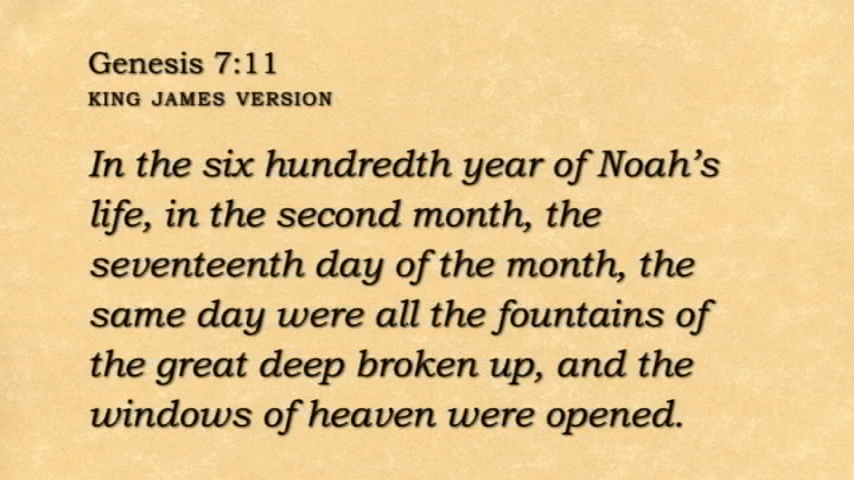 Genesis 7:11
KING JAMES VERSION
In the six hundredth year of Noah's
life, in the second month, the
seventeenth day of the month, the
same day were all the fountains of
the great deep broken up, and the
windows of heaven were opened.